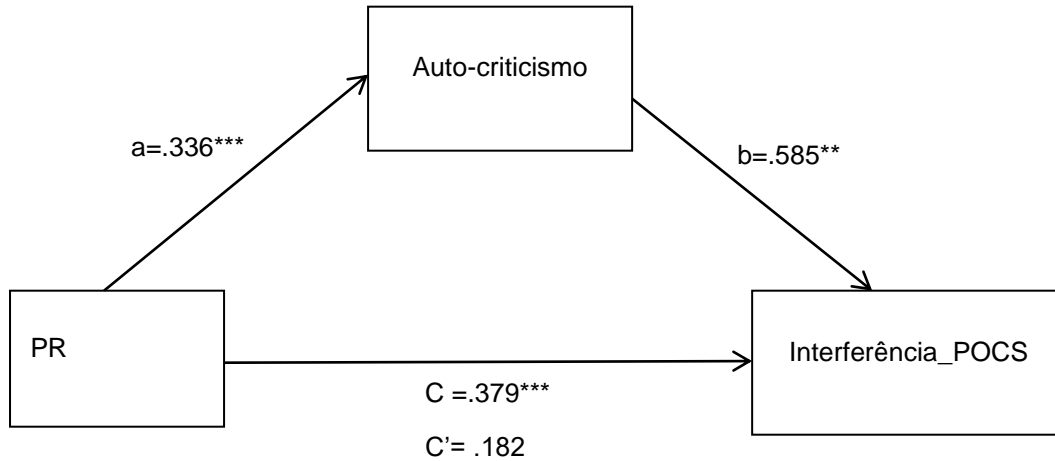 Auto-criticismo
a=.336***
b=.585**
PR
Interferência_POCS
C =.379***
C’= .182